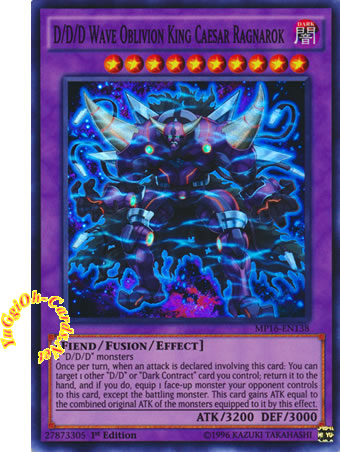 D/D/D Wave Oblivion King Caesar Ragnarok
DARK
闇
MP16-EN138
[Fiend/Fusion/Effect]
2 "D/D/D" monsters
Once per turn, when an attack is declared involving this card: You can
target 1 other "D/D" or "Dark Contract" card you control; return it to the
hand, and if you do, equip 1 face-up monster your opponent controls
to this card, except the battling monster. This card gains ATK equal to
the combined original ATK of the monsters equipped to it by this effect.
ATK/3200 DEF/3000
27873305 1st Edition
©1996 KAZUKI TAKAHASHI